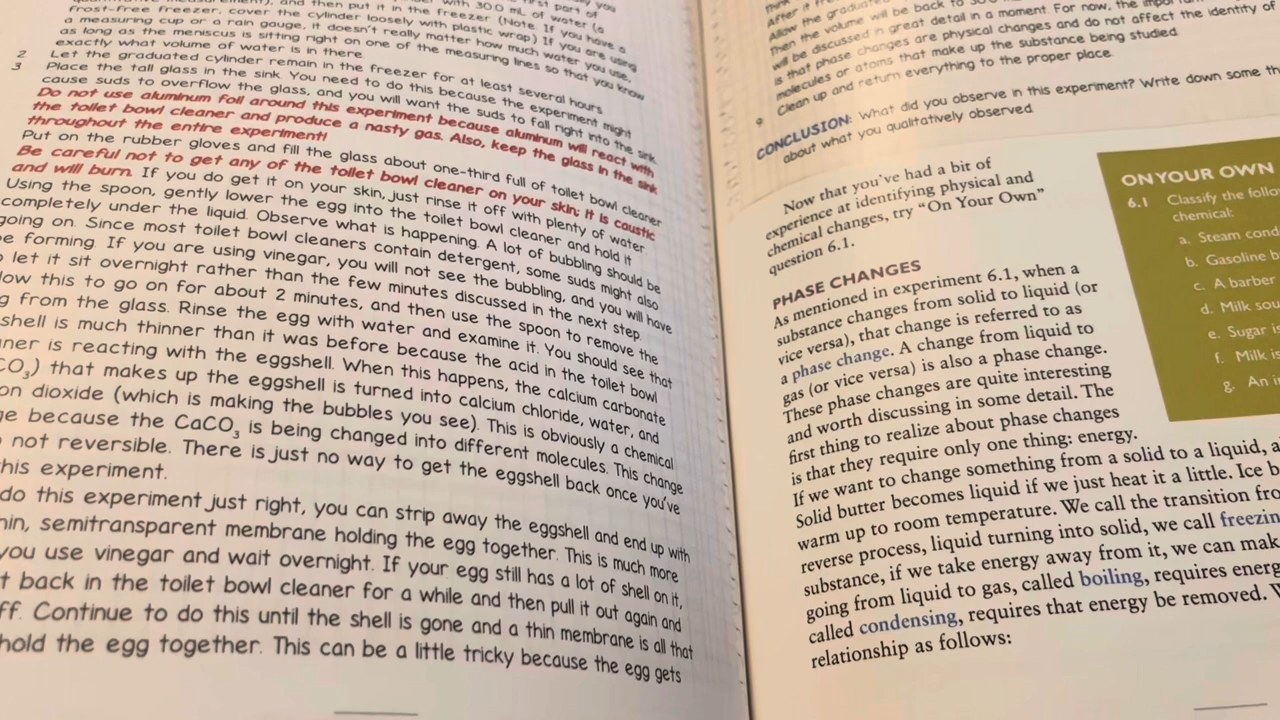 first part of
quantitative measurement), and then put it in
er with 300 mL of water (a
frost-free freezer, cover the cylinder loosely with plastic wrap) (Note: If you have a
a measuring cup or a rain gauge, it doesn't really matter how much water you use,
as long as the meniscus is sitting right on one of the measuring lines so that you know
exactly what volume of water is in there.
2 Let the graduated cylinder remain in the freezer for at least several hours
3 Place the tall glass in the sink. You need to do this because the experiment might
cause suds to overflow the glass, and you will want the suds to fall right into the sink.
Do not use aluminum foil around this experiment because aluminum will react with
the toilet bowl cleaner and produce a nasty gas. Also, keep the glass in the sink
throughout the entire experiment!
Put on the rubber gloves and fill the glass about one-third full of toilet bowl cleaner
Be careful not to get any of the toilet bowl cleaner on your skin; it is caustic
and will burn. If you do get it on your skin, just rinse it off with plenty of water
Using the spoon, gently lower the egg into the toilet bowl cleaner and hold it
completely under the liquid. Observe what is happening. A lot of bubbling should be
going on. Since most toilet bowl cleaners contain detergent, some suds might also
be forming. If you are using vinegar, you will not see the bubbling, and you will have
o let it sit overnight rather than the few minutes discussed in the next step.
low this to go on for about 2 minutes, and then use the spoon to remove the
g from the glass. Rinse the egg with water and examine it. You should see that
shell is much thinner than it was before because the acid in the toilet bowl
ner is reacting with the eggshell. When this happens, the calcium carbonate
CO₃) that makes up the eggshell is turned into calcium chloride, water, and
on dioxide (which is making the bubbles you see). This is obviously a chemical
ge because the CaCO₃ is being changed into different molecules. This change
not reversible. There is just no way to get the eggshell back once you've
his experiment.
do this experiment just right, you can strip away the eggshell and end up with
hin, semitransparent membrane holding the egg together. This is much more
you use vinegar and wait overnight. If your egg still has a lot of shell on it,
t back in the toilet bowl cleaner for a while and then pull it out again and
ff. Continue to do this until the shell is gone and a thin membrane is all that
hold the egg together. This can be a little tricky because the egg gets
After it
Allow the graduated
Then the volume will be back to 300
will be discussed in great detail in a moment. For now, the important
is that phase changes are physical changes and do not affect the identity of
molecules or atoms that make up the substance being studied.
9 Clean up and return everything to the proper place.
CONCLUSION: What did you observe in this experiment? Write down some th
about what you qualitatively observed
Now that you've had a bit of
experience at identifying physical and
chemical changes, try "On Your Own"
question 6.1.
PHASE CHANGES
As mentioned in experiment 6.1, when a
substance changes from solid to liquid (or
vice versa), that change is referred to as
a phase change. A change from liquid to
gas (or vice versa) is also a phase change.
These phase changes are quite interesting
and worth discussing in some detail. The
first thing to realize about phase changes
is that they require only one thing: energy.
If we want to change something from a solid to a liquid, a
Solid butter becomes liquid if we just heat it a little. Ice b
warm up to room temperature. We call the transition fro
reverse process, liquid turning into solid, we call freezin
substance, if we take energy away from it, we can mak
going from liquid to gas, called boiling, requires energ
called condensing, requires that energy be removed. W
relationship as follows:
ON YOUR OWN
6.1 Classify the follo
chemical:
a. Steam cond
b. Gasoline b
c. A barber
d. Milk sou
e. Sugar is
f. Milk is
g. An i